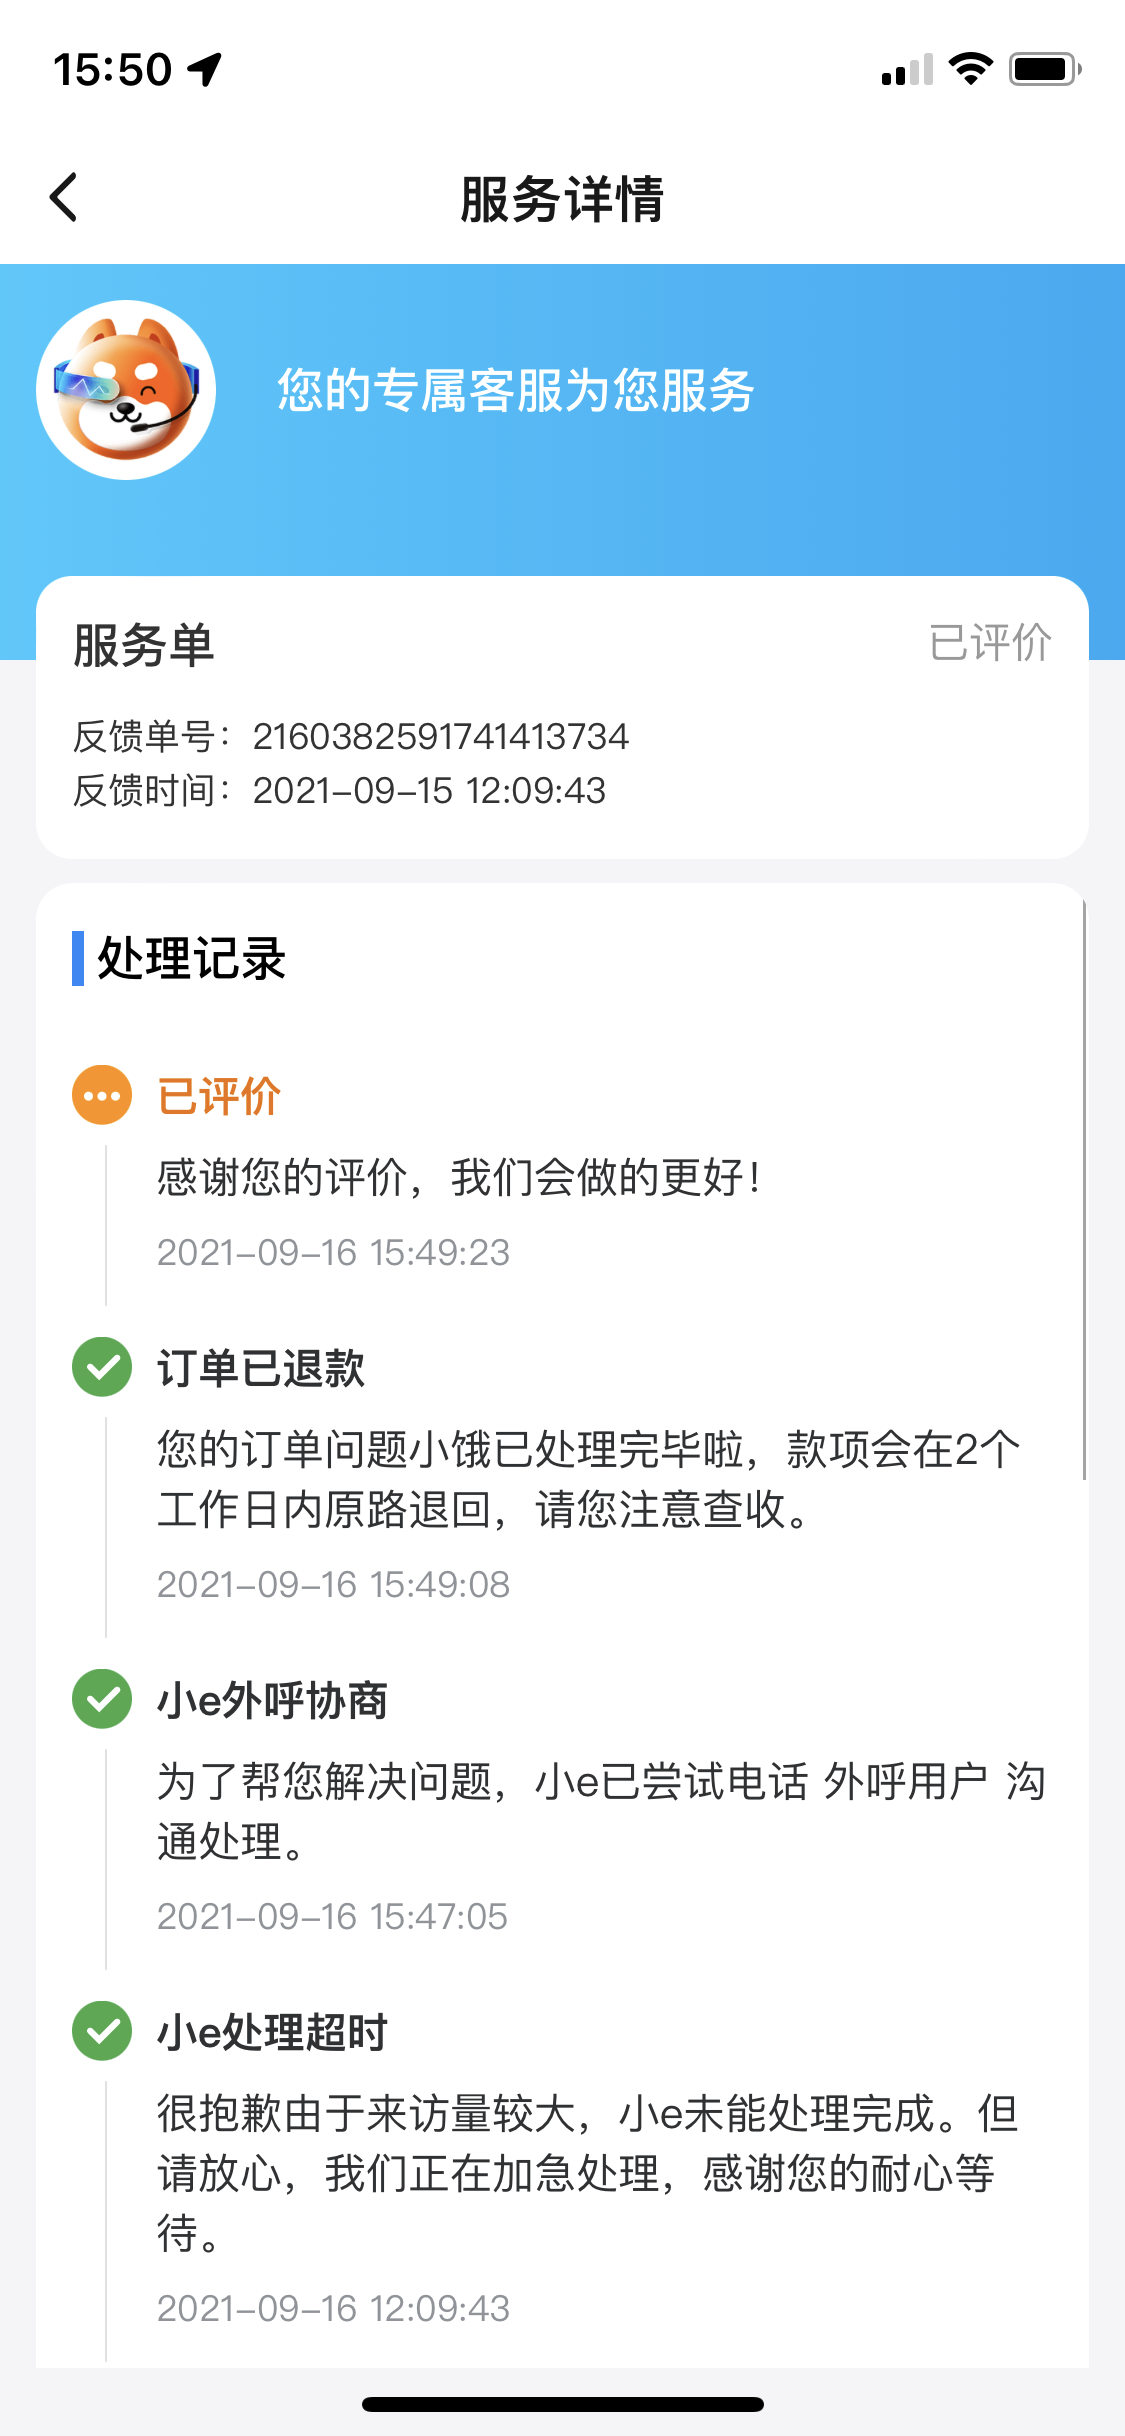 15:50
服务详情
您的专属客服为您服务
服务单
已评价
反馈单号：2160382591741413734
反馈时间：2021-09-15 12:09:43
处理记录
已评价
感谢您的评价，我们会做的更好！
2021-09-16 15:49:23
订单已退款
您的订单问题小饿已处理完毕啦，款项会在2个
工作日内原路退回，请您注意查收。
2021-09-16 15:49:08
小e外呼协商
为了帮您解决问题，小e已尝试电话 外呼用户 沟
通处理。
2021-09-16 15:47:05
小e处理超时
很抱歉由于来访量较大，小e未能处理完成。但
请放心，我们正在加急处理，感谢您的耐心等
待。
2021-09-16 12:09:43